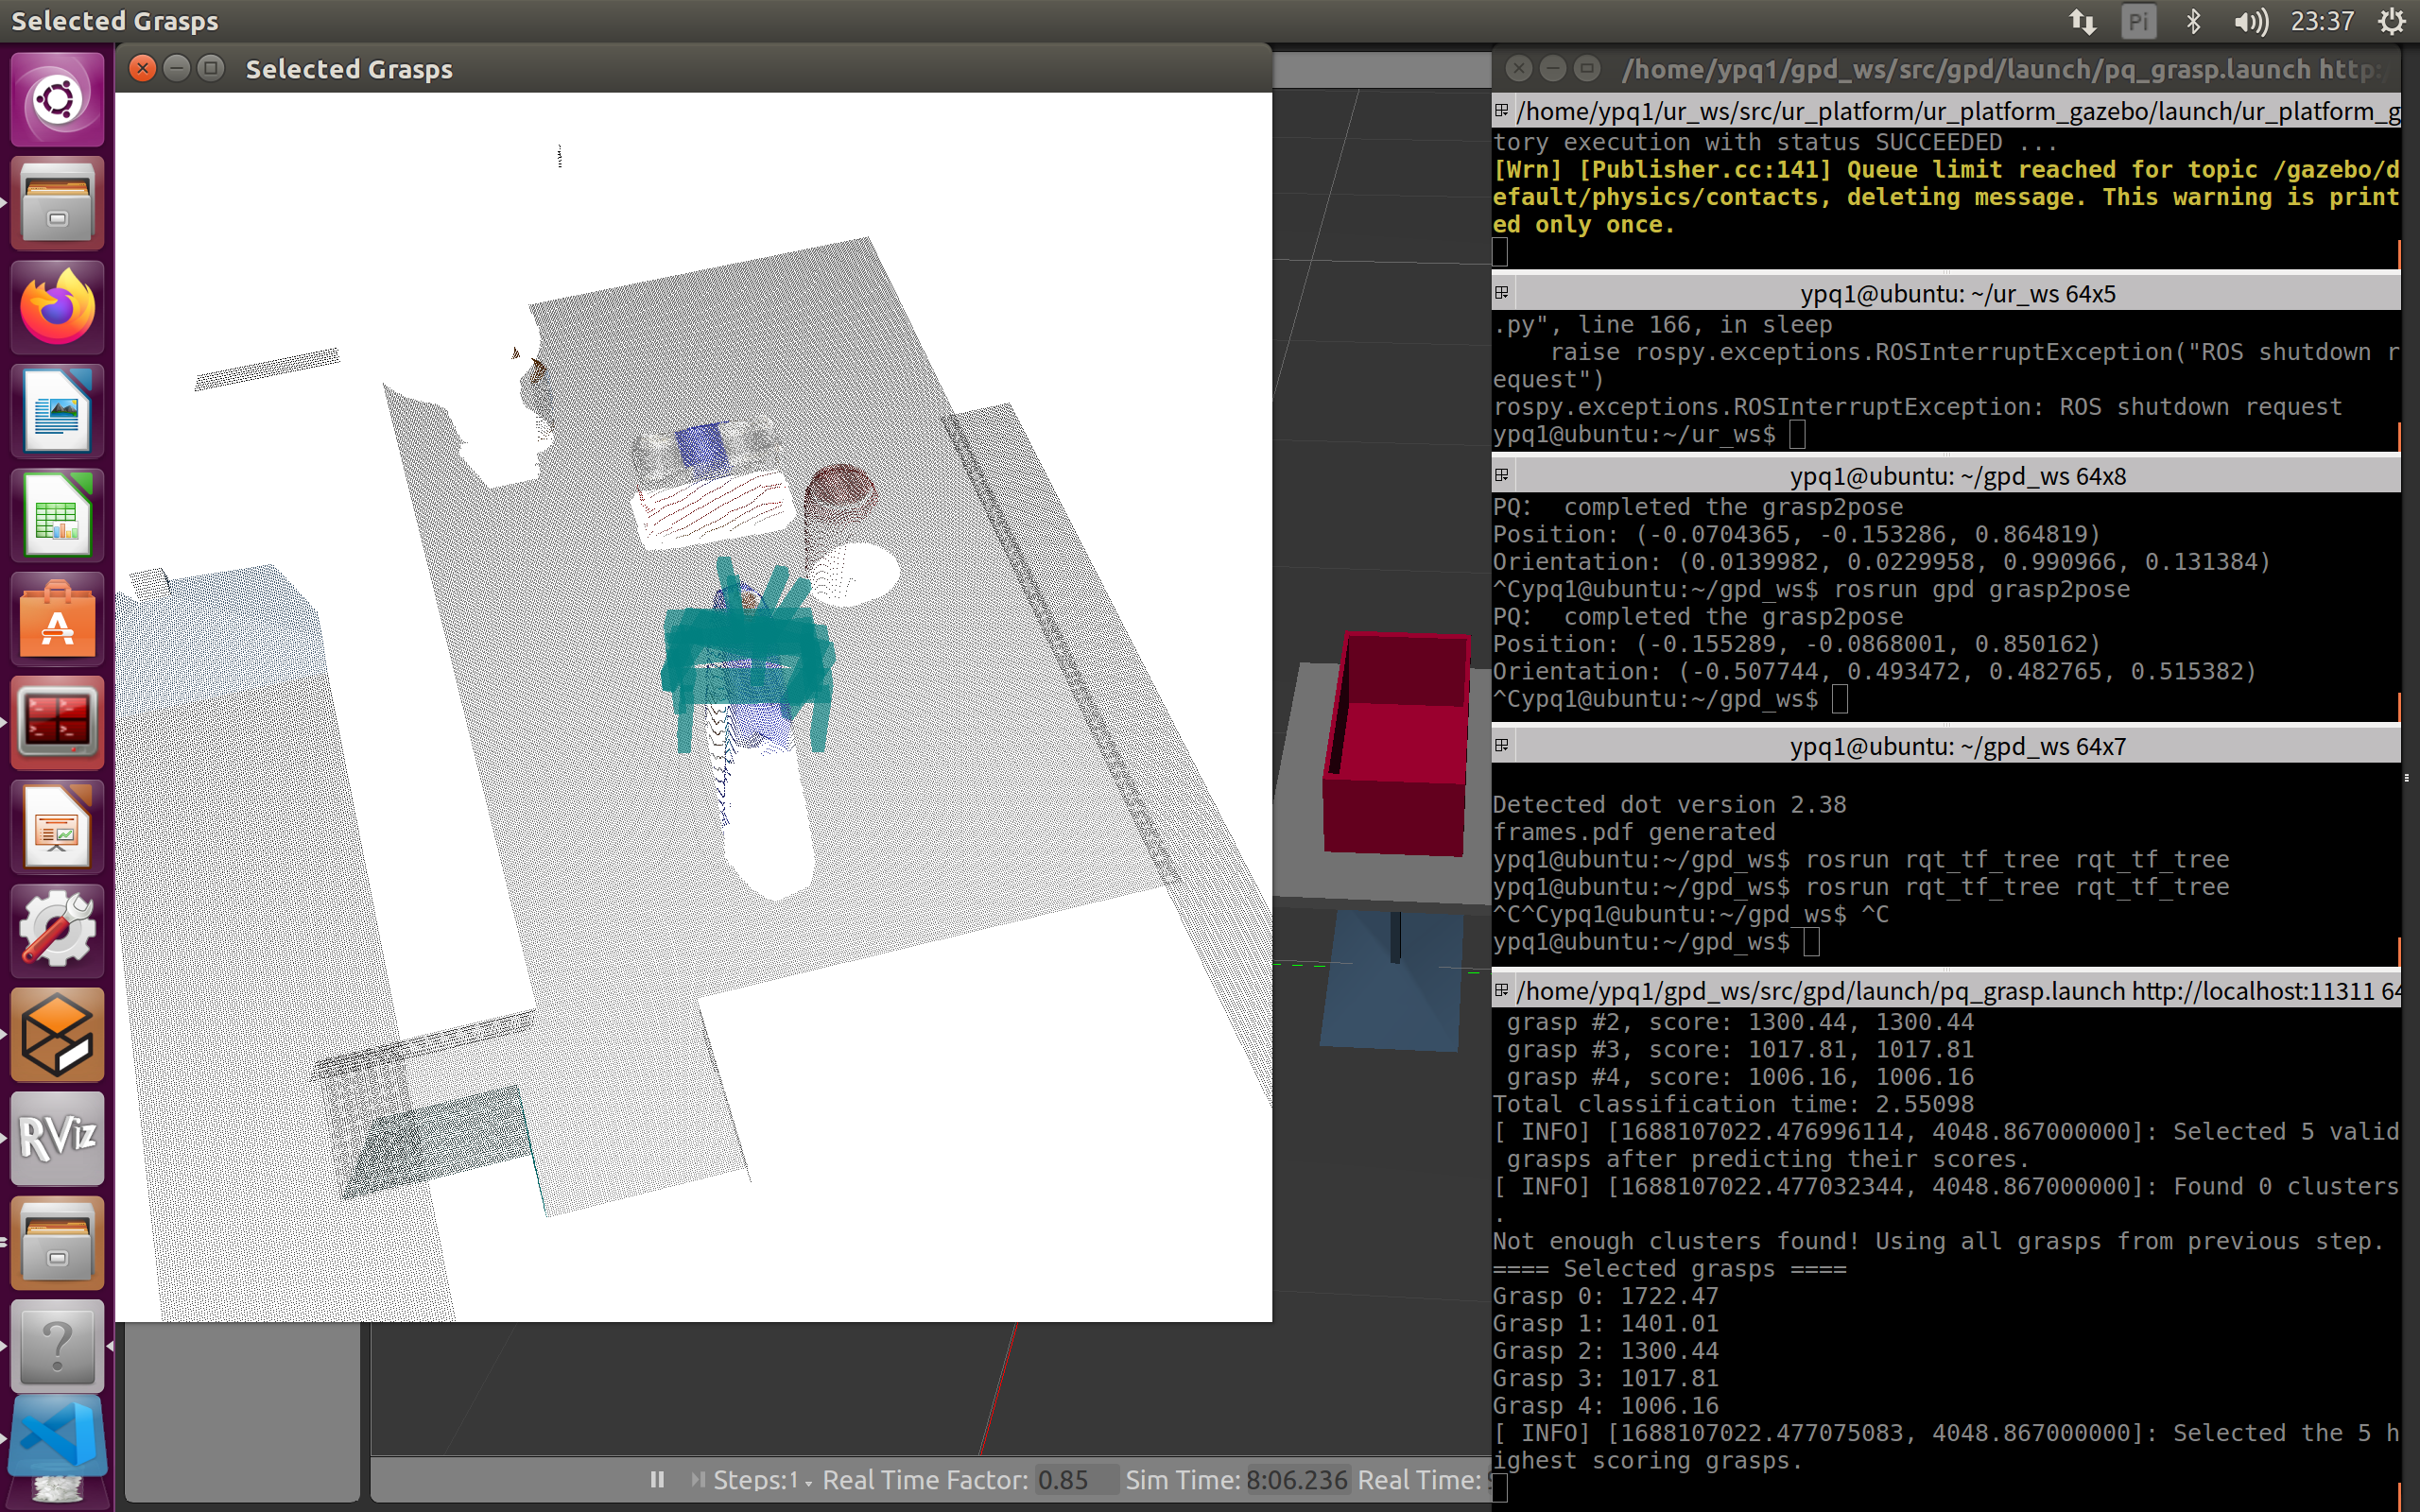 Selected Grasps
Pi
23:37
Selected Grasps
/home/ypq1/gpd_ws/src/gpd/launch/pq_grasp.launch http:/
/home/ypq1/ur_ws/src/ur_platform/ur_platform_gazebo/launch/ur_platform_g
tory execution with status SUCCEEDED ...
[Wrn] [Publisher.cc:141] Queue limit reached for topic /gazebo/d
efault/physics/contacts, deleting message. This warning is print
ed only once.
ypq1@ubuntu: ~/ur_ws 64x5
.py", line 166, in sleep
raise rospy.exceptions.ROSInterruptException("ROS shutdown r
equest")
rospy.exceptions.ROSInterruptException: ROS shutdown request
ypq1@ubuntu:~/ur_ws$
ypq1@ubuntu: ~/gpd_ws 64x8
PQ:  completed the grasp2pose
Position: (-0.0704365, -0.153286, 0.864819)
Orientation: (0.0139982, 0.0229958, 0.990966, 0.131384)
^Cypq1@ubuntu:~/gpd_ws$ rosrun gpd grasp2pose
PQ:  completed the grasp2pose
Position: (-0.155289, -0.0868001, 0.850162)
Orientation: (-0.507744, 0.493472, 0.482765, 0.515382)
^Cypq1@ubuntu:~/gpd_ws$
ypq1@ubuntu: ~/gpd_ws 64x7
Detected dot version 2.38
frames.pdf generated
ypq1@ubuntu:~/gpd_ws$ rosrun rqt_tf_tree rqt_tf_tree
ypq1@ubuntu:~/gpd_ws$ rosrun rqt_tf_tree rqt_tf_tree
^C^Cypq1@ubuntu:~/gpd_ws$ ^C
ypq1@ubuntu:~/gpd_ws$
/home/ypq1/gpd_ws/src/gpd/launch/pq_grasp.launch http://localhost:11311 64
grasp #2, score: 1300.44, 1300.44
grasp #3, score: 1017.81, 1017.81
grasp #4, score: 1006.16, 1006.16
Total classification time: 2.55098
[ INFO] [1688107022.476996114, 4048.867000000]: Selected 5 valid
grasps after predicting their scores.
[ INFO] [1688107022.477032344, 4048.867000000]: Found 0 clusters
.
Not enough clusters found! Using all grasps from previous step.
==== Selected grasps ====
Grasp 0: 1722.47
Grasp 1: 1401.01
Grasp 2: 1300.44
Grasp 3: 1017.81
Grasp 4: 1006.16
[ INFO] [1688107022.477075083, 4048.867000000]: Selected the 5 h
ighest scoring grasps.
RViz
Steps: 1 Real Time Factor: 0.85 Sim Time: 8:06.236 Real Time: